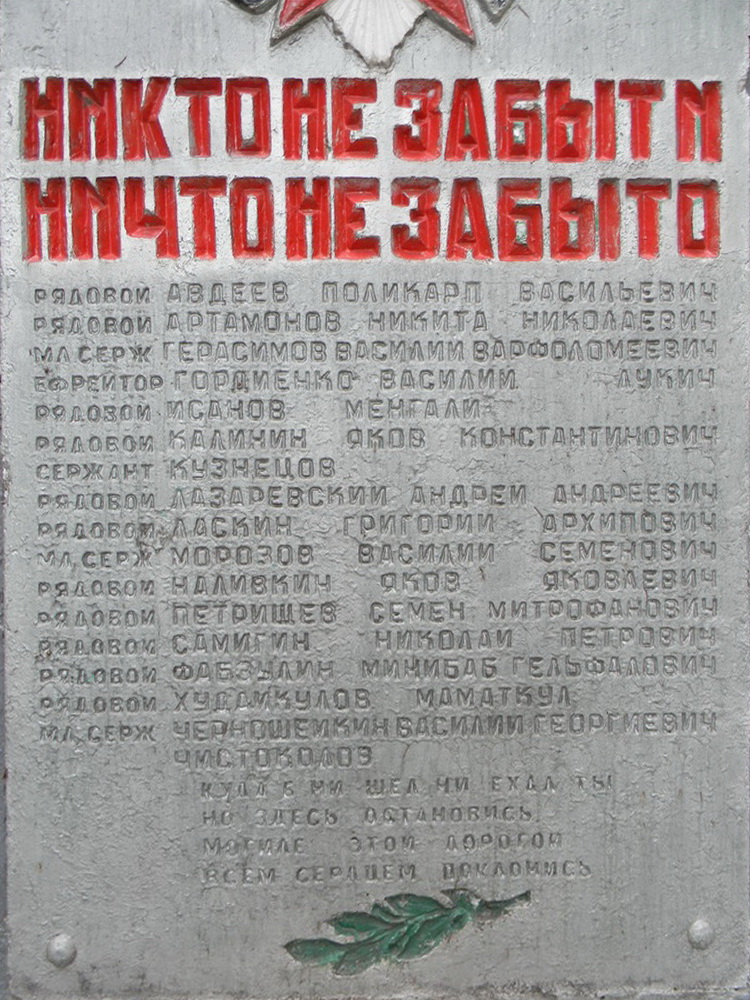 НИКТО НЕ ЗАБЫТ И
НИЧТО НЕ ЗАБЫТО
РЯДОВОЙ АВДЕЕВ ПОЛИКАРП ВАСИЛЬЕВИЧ
РЯДОВОЙ АРТАМОНОВ НИКИТА НИКОЛАЕВИЧ
МЛ.СЕРЖ ГЕРАСИМОВ ВАСИЛИЙ ВАРФОЛОМЕЕВИЧ
ЕФРЕЙТОР ГОРДИЕНКО ВАСИЛИЙ ЛУКИЧ
РЯДОВОЙ ИСАНОВ МЕНГАЛИ
РЯДОВОЙ КАЛИНИН ЯКОВ КОНСТАНТИНОВИЧ
СЕРЖАНТ КУЗНЕЦОВ
РЯДОВОЙ ЛАЗАРЕВСКИЙ АНДРЕЙ АНДРЕЕВИЧ
РЯДОВОЙ ЛАСКИН ГРИГОРИЙ АРХИПОВИЧ
МЛ.СЕРЖ МОРОЗОВ ВАСИЛИЙ СЕМЕНОВИЧ
РЯДОВОЙ НАЛИВКИН ЯКОВ ЯКОВЛЕВИЧ
РЯДОВОЙ ПЕТРИЩЕВ СЕМЕН МИТРОФАНОВИЧ
РЯДОВОЙ САМИГИН НИКОЛАЙ ПЕТРОВИЧ
РЯДОВОЙ ФАБЗУЛИН МИНИБАБ ГЕЛЬФАЛОВИЧ
РЯДОВОЙ ХУДАЙКУЛОВ МАМАТКУЛ
МЛ.СЕРЖ ЧЕРНОШЕЙКИН ВАСИЛИЙ ГЕОРГИЕВИЧ
ЧИСТОКОЛОВ
КУДА Б НИ ШЕЛ НИ ЕХАЛ ТЫ
НО ЗДЕСЬ ОСТАНОВИСЬ
МОГИЛЕ ЭТОЙ ДОРОГОЙ
ВСЕМ СЕРДЦЕМ ПОКЛОНИСЬ